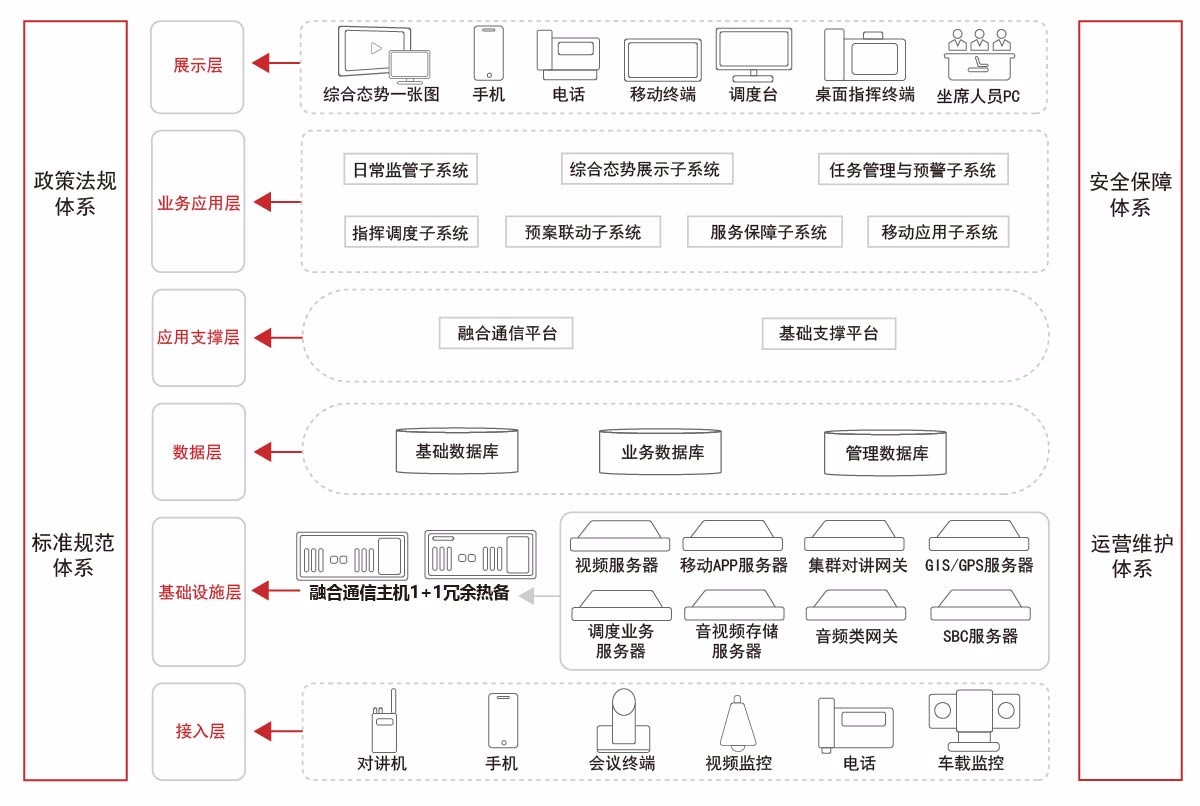 政策法规
体系
标准规范
体系
展示层
综合态势一张图
手机
电话
移动终端
调度台
桌面指挥终端
坐席人员PC
业务应用层
日常监管子系统
综合态势展示子系统
任务管理与预警子系统
指挥调度子系统
预案联动子系统
服务保障子系统
移动应用子系统
应用支撑层
融合通信平台
基础支撑平台
数据层
基础数据库
业务数据库
管理数据库
基础设施层
融合通信主机1+1冗余热备
视频服务器
移动APP服务器
集群对讲网关
GIS/GPS服务器
调度业务
服务器
音视频存储
服务器
音频类网关
SBC服务器
接入层
对讲机
手机
会议终端
视频监控
电话
车载监控
安全保障
体系
运营维护
体系